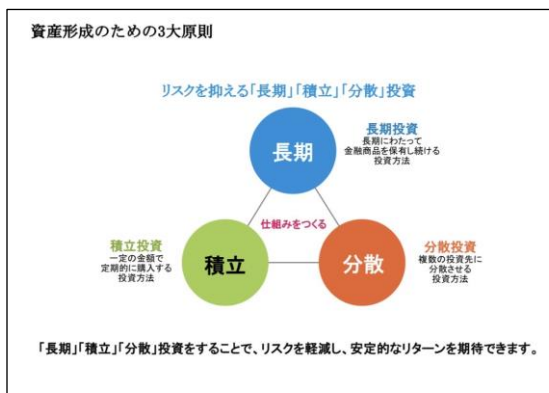 資産形成のための3大原則
リスクを抑える「長期」「積立」「分散」投資
長期
長期投資
長期にわたって
金融商品を保有し続ける
投資方法
仕組みをつくる
積立投資
一定の金額で
定期的に購入する
投資方法
積立
分散
分散投資
複数の投資先に
分散させる
投資方法
「長期」「積立」「分散」投資をすることで、リスクを軽減し、安定的なリターンを期待できます。